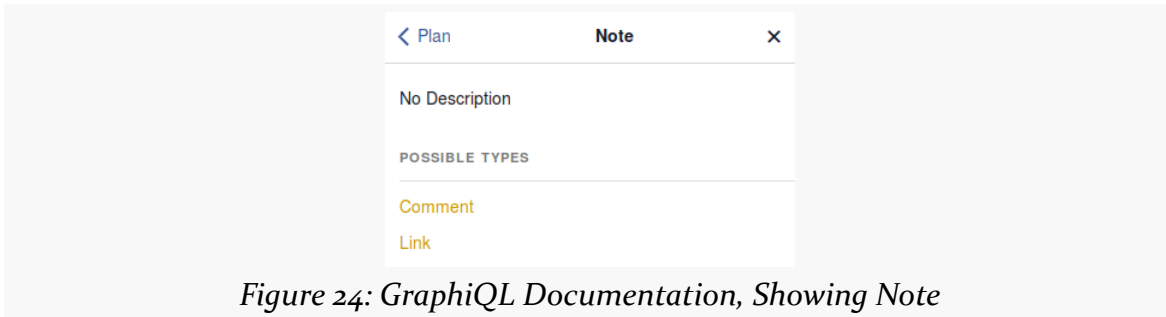 Plan Note ×
No Description
POSSIBLE TYPES
Comment
Link
Figure 24: GraphiQL Documentation, Showing Note